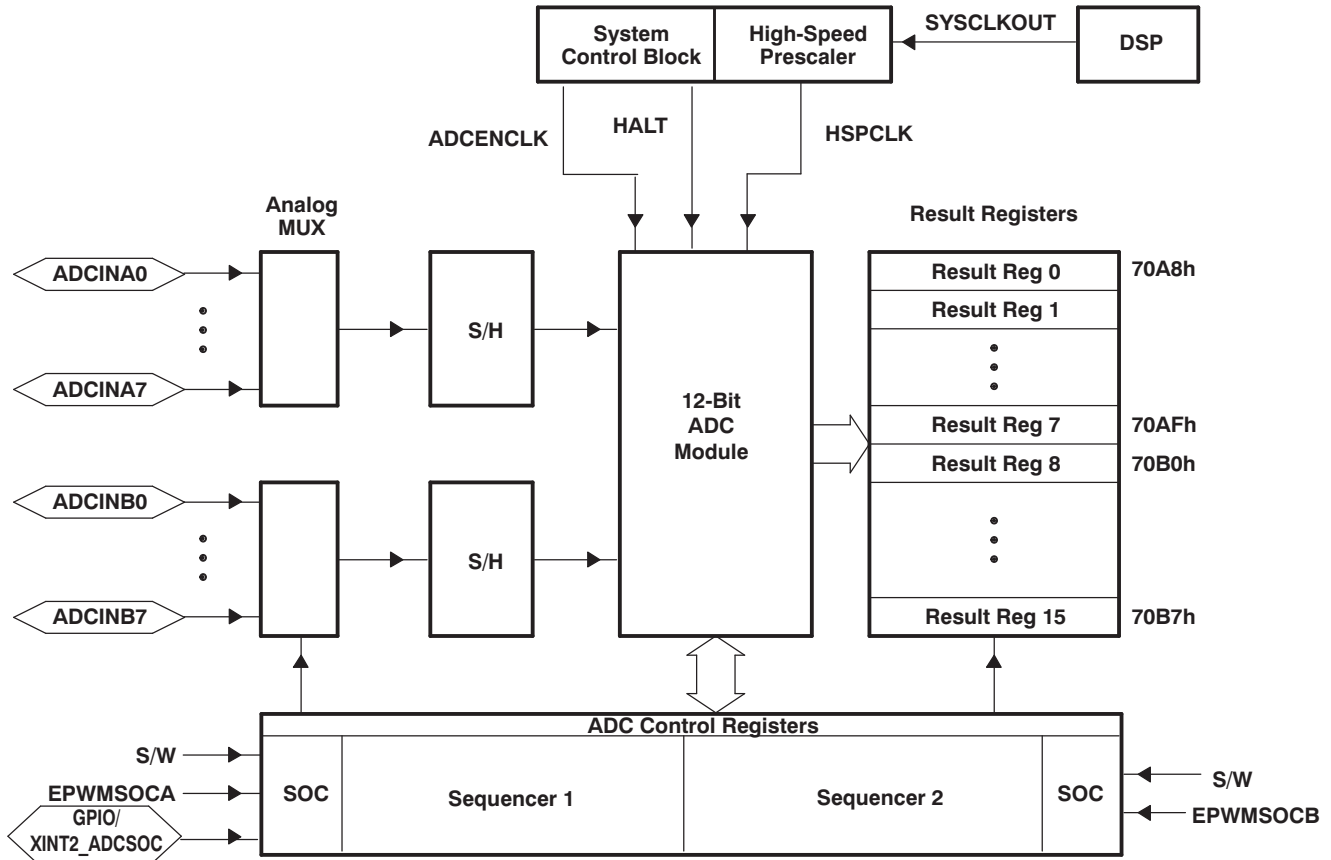 System
Control Block
High-Speed
Prescaler
SYSCLKOUT
DSP
ADCENCLK
HALT
HSPCLK
Analog
MUX
Result Registers
ADCINA0
ADCINA7
S/H
12-Bit
ADC
Module
Result Reg 0
70A8h
Result Reg 1
Result Reg 7
70AFh
Result Reg 8
70B0h
ADCINB0
ADCINB7
S/H
Result Reg 15
70B7h
ADC Control Registers
S/W
EPWMSOCA
GPIO/
XINT2_ADCSOC
SOC
Sequencer 1
Sequencer 2
SOC
S/W
EPWMSOCB